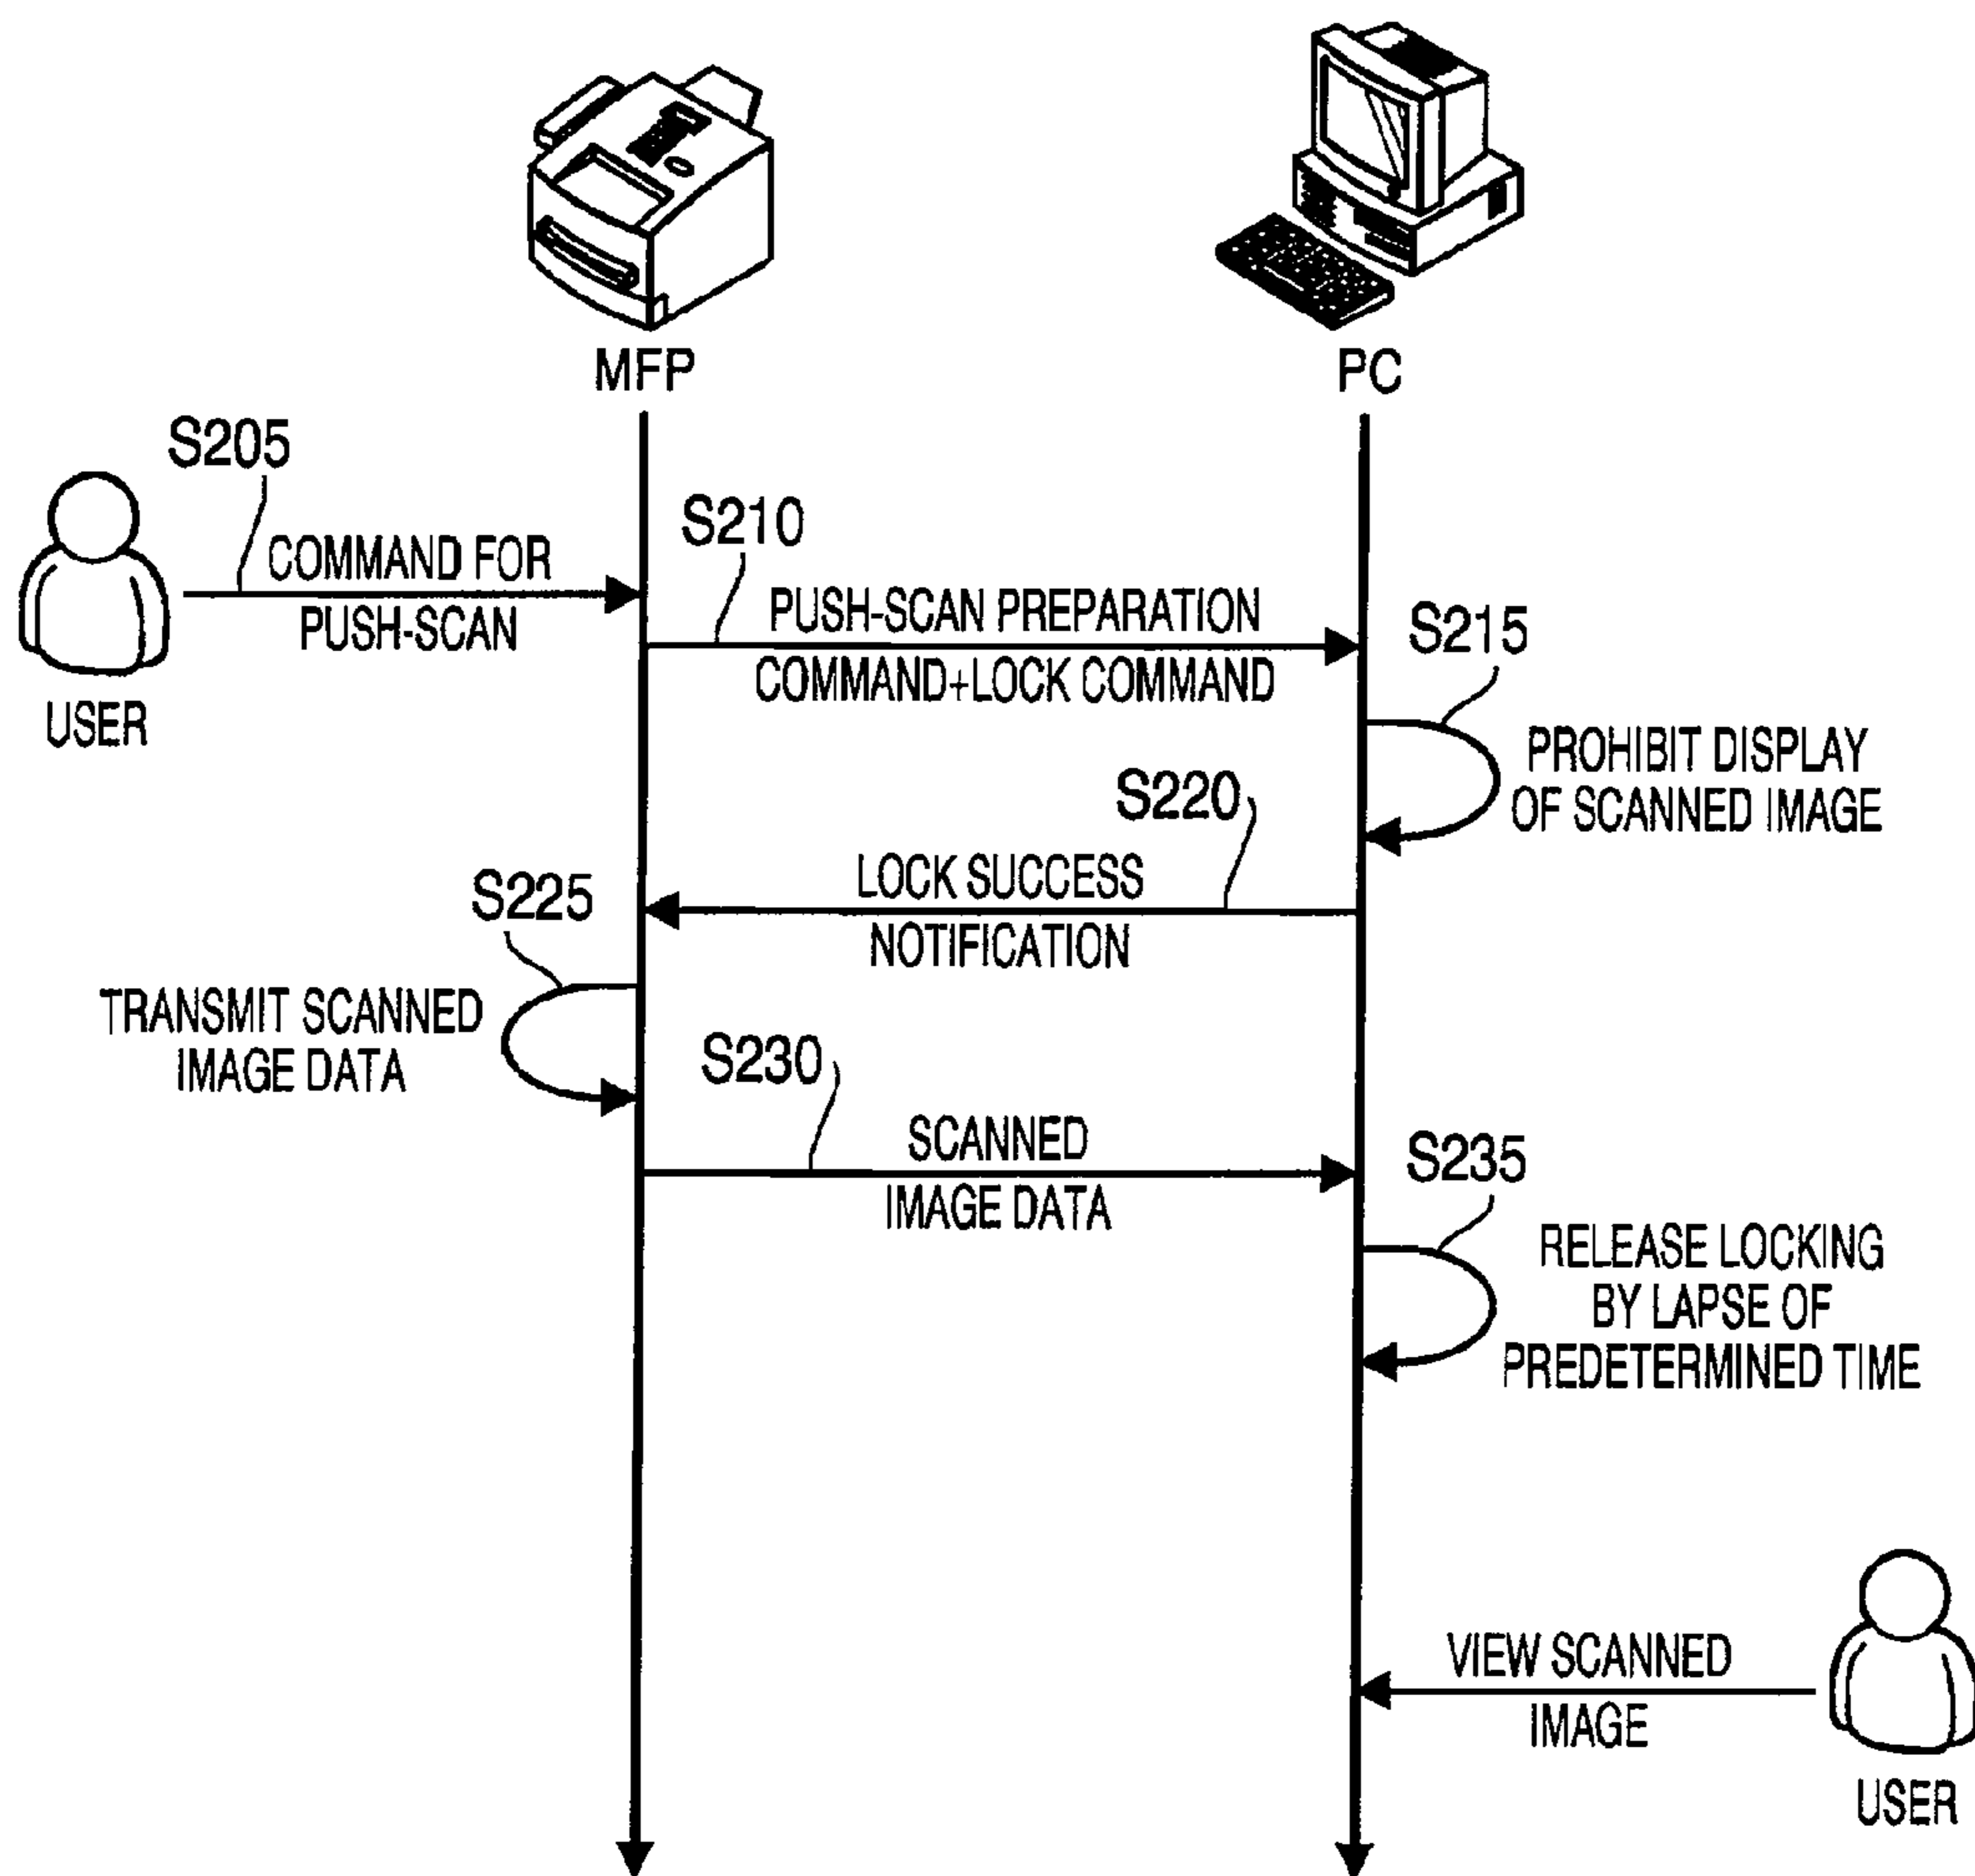 MFP
PC
S205
COMMAND FOR
PUSH-SCAN
USER
S210
PUSH-SCAN PREPARATION
COMMAND+LOCK COMMAND
S215
PROHIBIT DISPLAY
OF SCANNED IMAGE
S220
LOCK SUCCESS
NOTIFICATION
S225
TRANSMIT SCANNED
IMAGE DATA
S230
SCANNED
IMAGE DATA
S235
RELEASE LOCKING
BY LAPSE OF
PREDETERMINED TIME
VIEW SCANNED
IMAGE
USER